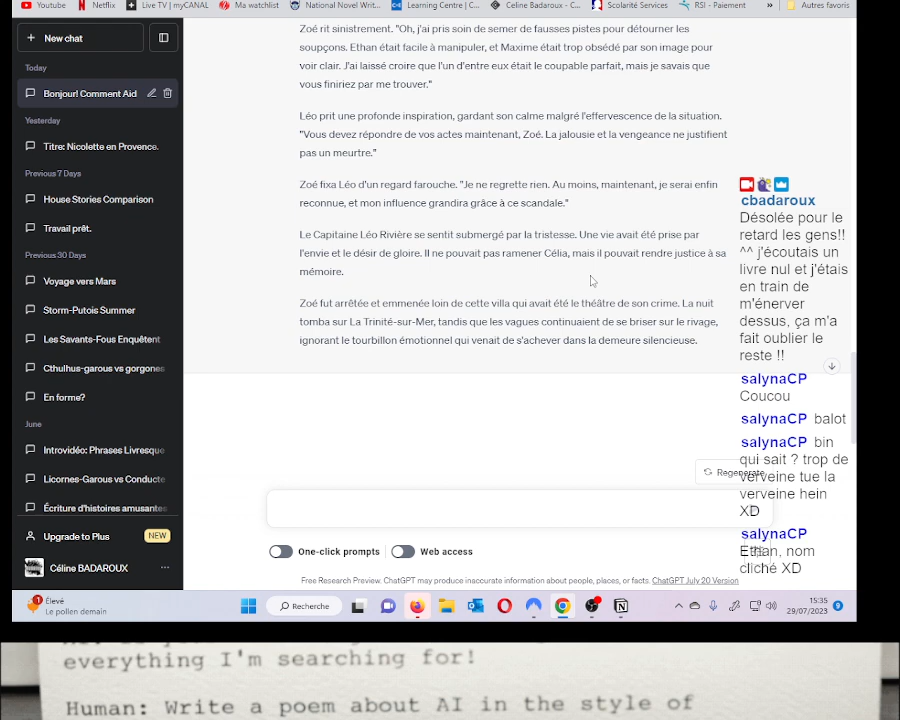 Youtube
Netflix
Live TV | myCANAL
Ma watchlist
National Novel Writ...
Learning Centre | C...
Celine Badaroux - C...
Scolarité Services
RSI - Paiement
»
Autres favoris
+ New chat
Today
Bonjour! Comment Aid
Yesterday
Titre: Nicolette en Provence.
Previous 7 Days
House Stories Comparison
Travail prêt.
Previous 30 Days
Voyage vers Mars
Storm-Putois Summer
Les Savants-Fous Enquêtent
Cthulhus-garous vs gorgones
En forme?
June
Introvidéo: Phrases Livresque
Licornes-Garous vs Conducte
Écriture d'histoires amusantes
Upgrade to Plus
NEW
Céline BADAROUX
...
Zoé rit sinistrement. "Oh, j'ai pris soin de semer de fausses pistes pour détourner les
soupçons. Ethan était facile à manipuler, et Maxime était trop obsédé par son image pour
voir clair. J'ai laissé croire que l'un d'entre eux était le coupable parfait, mais je savais que
vous finiriez par me trouver."
Léo prit une profonde inspiration, gardant son calme malgré l'effervescence de la situation.
"Vous devez répondre de vos actes maintenant, Zoé. La jalousie et la vengeance ne justifient
pas un meurtre."
Zoé fixa Léo d'un regard farouche. "Je ne regrette rien. Au moins, maintenant, je serai enfin
reconnue, et mon influence grandira grâce à ce scandale."
Le Capitaine Léo Rivière se sentit submergé par la tristesse. Une vie avait été prise par
l'envie et le désir de gloire. Il ne pouvait pas ramener Célia, mais il pouvait rendre justice à sa
mémoire.
Zoé fut arrêtée et emmenée loin de cette villa qui avait été le théâtre de son crime. La nuit
tomba sur La Trinité-sur-Mer, tandis que les vagues continuaient de se briser sur le rivage,
ignorant le tourbillon émotionnel qui venait de s'achever dans la demeure silencieuse.
Regenerate
One-click prompts
Web access
Free Research Preview. ChatGPT may produce inaccurate information about people, places, or facts. ChatGPT July 20 Version
cbadaroux
Désolée pour le
retard les gens!!
^^ j'écoutais un
livre nul et j'étais
en train de
m'énerver
dessus, ça m'a
fait oublier le
reste !!
salynaCP
Coucou
salynaCP balot
salynaCP bin
qui sait ? trop de
verveine tue la
verveine hein
XD
salynaCP
Ethan, nom
cliché XD
1
Élevé
Le pollen demain
Recherche
15:35
29/07/2023
9
everything I'm searching for!
Human: Write a poem about AI in the style of